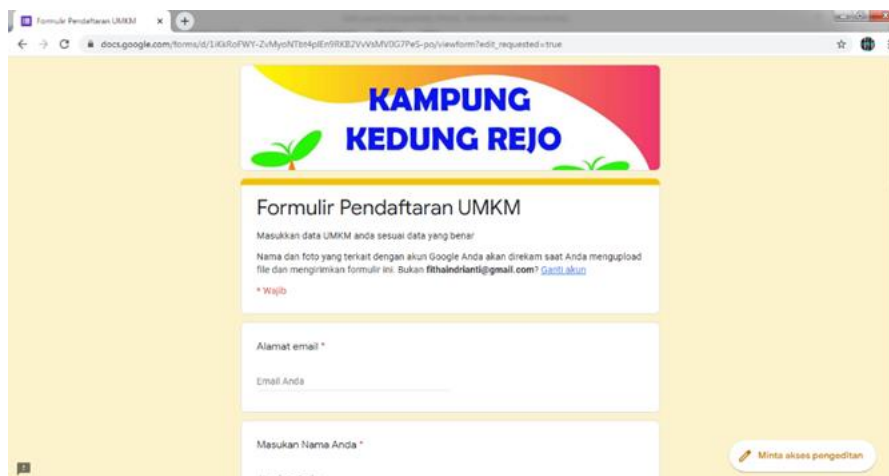 Formulir Pendaftaran UMKM
KAMPUNG
KEDUNG REJO
Formulir Pendaftaran UMKM
Masukkan data UMKM anda sesuai data yang benar
Nama dan foto yang terkait dengan akun Google Anda akan direkam saat Anda mengupload
file dan mengirimkan formulir ini. Bukan fithaindrianti@gmail.com? Ganti akun
* Wajib
Alamat email *
Email Anda
Masukan Nama Anda *
Minta akses pengeditan